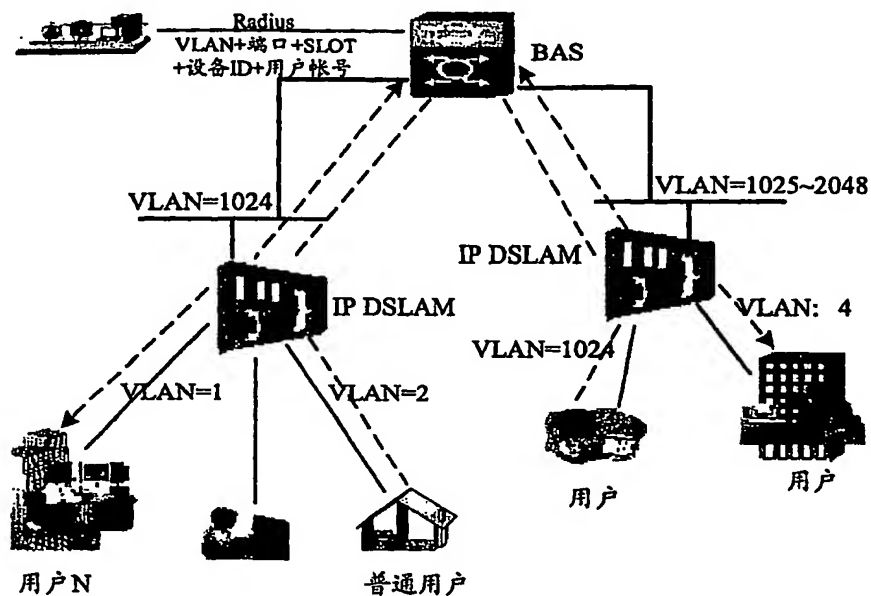 Radius
VLAN+端口+SLOT
+设备ID+用户帐号
BAS
VLAN=1024
VLAN=1025~2048
IP DSLAM
IP DSLAM
VLAN: 4
VLAN=1024
VLAN=1
VLAN=2
用户
用户
用户N
普通用户